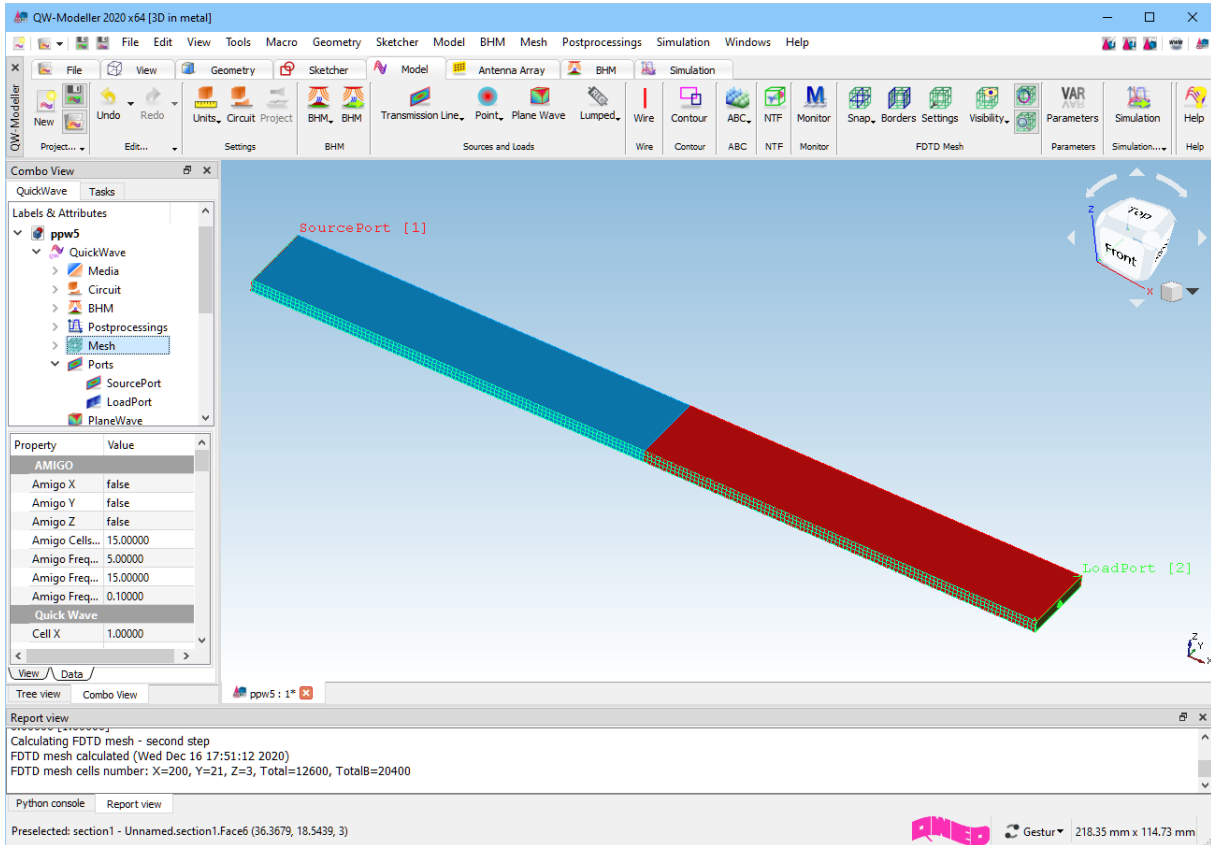 QW-Modeller 2020 x64 [3D in metal]
File Edit View Tools Macro Geometry Sketcher Model BHM Mesh Postprocessings Simulation Windows Help
File View Geometry Sketcher Model Antenna Array BHM Simulation
QW-Modeller
New Undo Redo Units Circuit Project BHM BHM Transmission Line Point Plane Wave Lumped Wire Contour ABC NTF Monitor Snap Borders Settings Visibility VAR Parameters Simulation Help
Project... Edit... Settings BHM Sources and Loads Wire Contour ABC NTF Monitor FDTD Mesh Parameters Simulation... Help
Combo View
QuickWave Tasks
Labels & Attributes
ppw5
QuickWave
Media
Circuit
BHM
Postprocessings
Mesh
Ports
SourcePort
LoadPort
PlaneWave
Property Value
AMIGO
Amigo X false
Amigo Y false
Amigo Z false
Amigo Cells... 15.00000
Amigo Freq... 5.00000
Amigo Freq... 15.00000
Amigo Freq... 0.10000
Quick Wave
Cell X 1.00000
View Data
Tree view Combo View
SourcePort [1]
LoadPort [2]
Top
Front
Z
X
Z
Y
X
ppw5 : 1*
Report view
Calculating FDTD mesh - second step
FDTD mesh calculated (Wed Dec 16 17:51:12 2020)
FDTD mesh cells number: X=200, Y=21, Z=3, Total=12600, TotalB=20400
Python console Report view
Preselected: section1 - Unnamed.section1.Face6 (36.3679, 18.5439, 3)
QWED
Gestur 218.35 mm x 114.73 mm